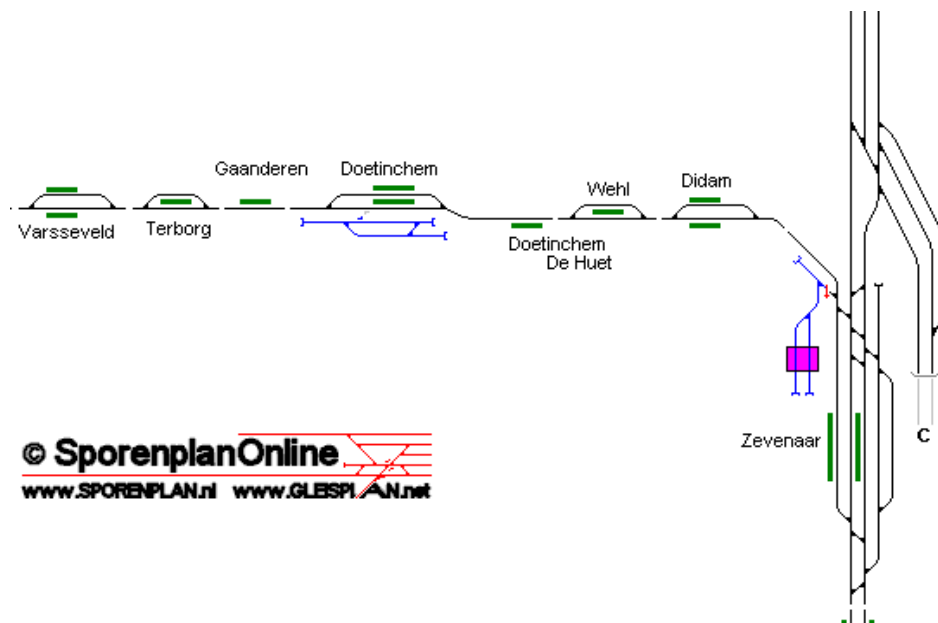 Gaanderen
Doetinchem
Wehl
Didam
Varsseveld
Terborg
Doetinchem
De Huet
Zevenaar
C
© SporenplanOnline
www.SPORENPLAN.nl www.GLEISPLAN.net